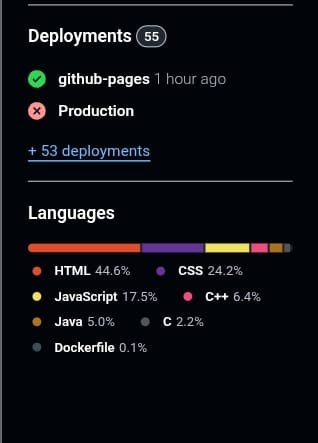 Deployments 55
github-pages 1 hour ago
Production
+ 53 deployments
Languages
HTML 44.6% CSS 24.2%
JavaScript 17.5% C++ 6.4%
Java 5.0% C 2.2%
Dockerfile 0.1%